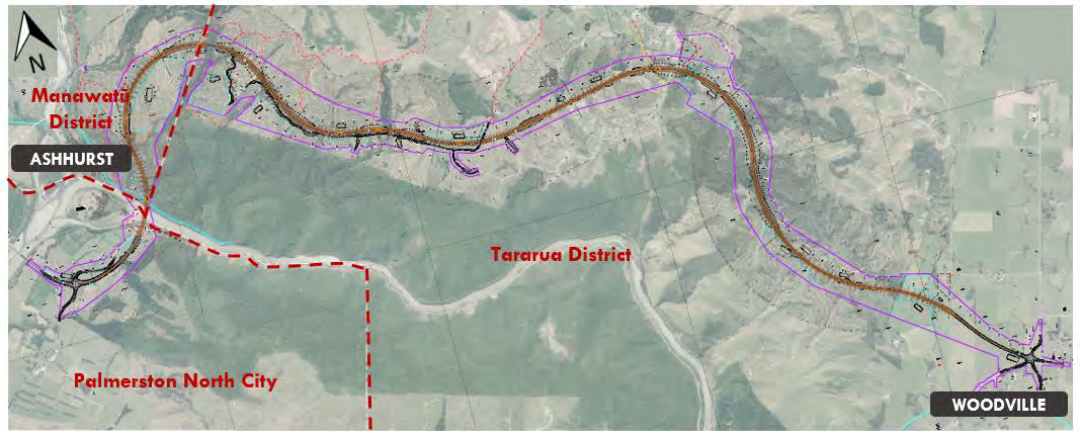 N
Manawatū
District
ASHHURST
Tararua District
Palmerston North City
WOODVILLE